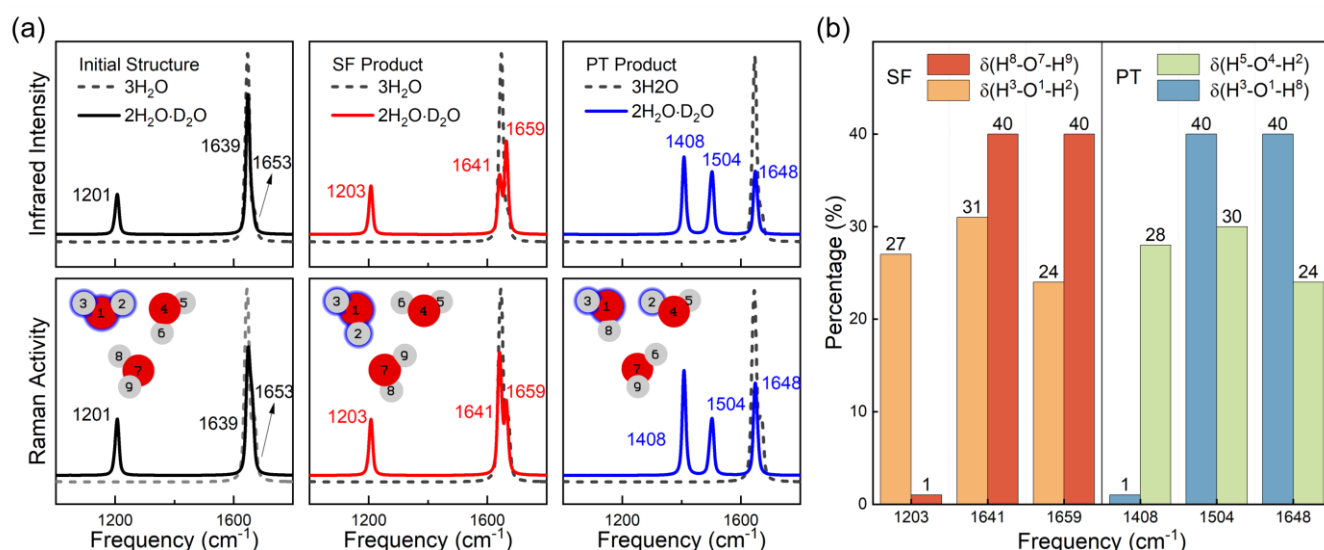 (a)
Infrared Intensity
Initial Structure
3H₂O
2H₂O·D₂O
1639
1653
1201
SF Product
3H₂O
2H₂O·D₂O
1659
1641
1203
PT Product
3H2O
2H₂O·D₂O
1408
1504
1648
Raman Activity
3 2 4 5
1
6
8
7
9
1653
1201
1639
3 6 4 5
1
2 9
7
8
1659
1203
1641
3 2 5
1 4
8 6
7
9
1648
1504
1408
1200 1600 1200 1600 1200 1600
Frequency (cm⁻¹) Frequency (cm⁻¹) Frequency (cm⁻¹)
(b)
Percentage (%)
SF
δ(H⁸-O⁷-H⁹)
δ(H³-O¹-H²)
PT
δ(H⁵-O⁴-H²)
δ(H³-O¹-H⁸)
40
30
20
10
0
27 1 31 40 24 40 1 28 40 30 40 24
1203 1641 1659 1408 1504 1648
Frequency (cm⁻¹)